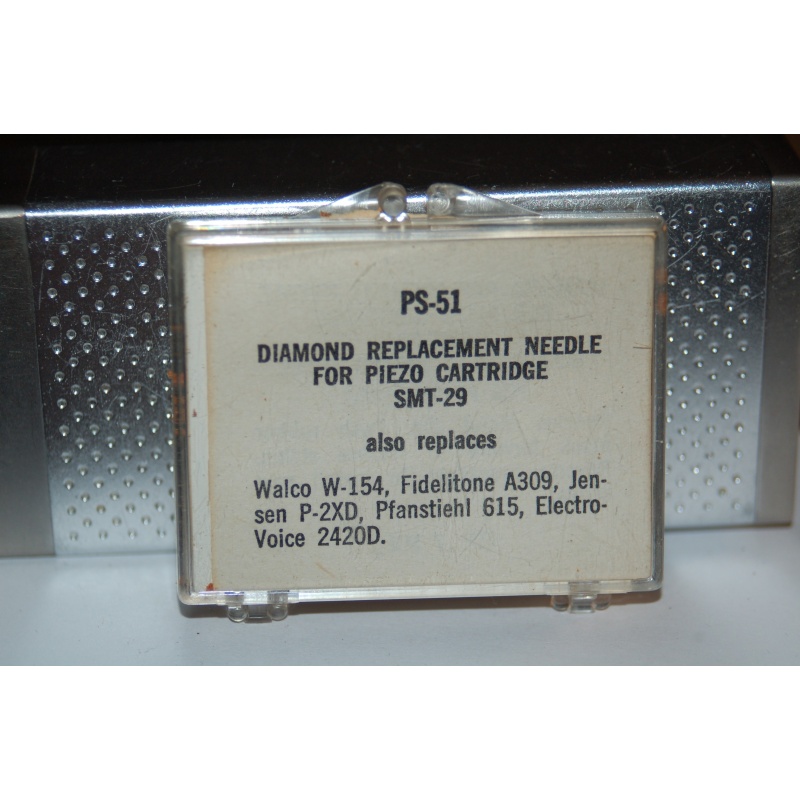 PS-51
DIAMOND REPLACEMENT NEEDLE
FOR PIEZO CARTRIDGE
SMT-29
also replaces
Walco W-154, Fidelitone A309, Jen-
sen P-2XD, Pfanstiehl 615, Electro-
Voice 2420D.